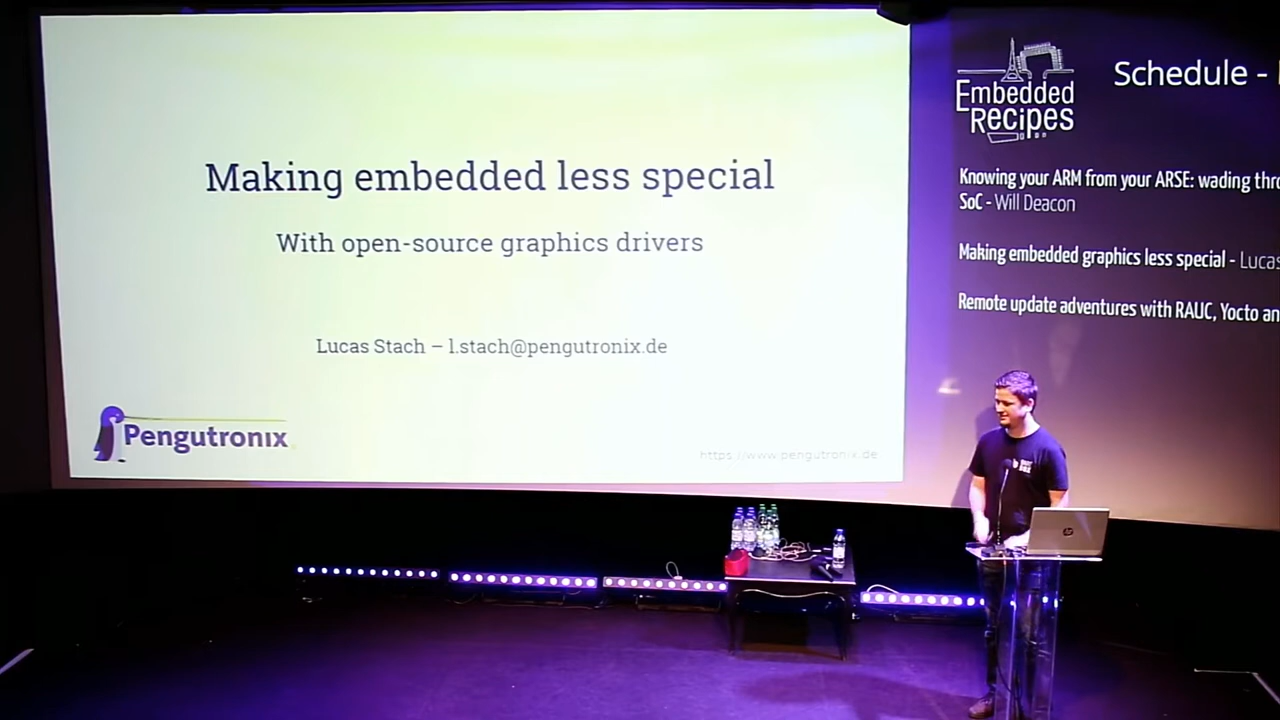 Making embedded less special
With open-source graphics drivers
Lucas Stach – l.stach@pengutronix.de
Pengutronix
https://www.pengutronix.de
Embedded
Recipes
Schedule -
Knowing your ARM from your ARSE: wading thro
SoC - Will Deacon
Making embedded graphics less special - Lucas
Remote update adventures with RAUC, Yocto an
hp